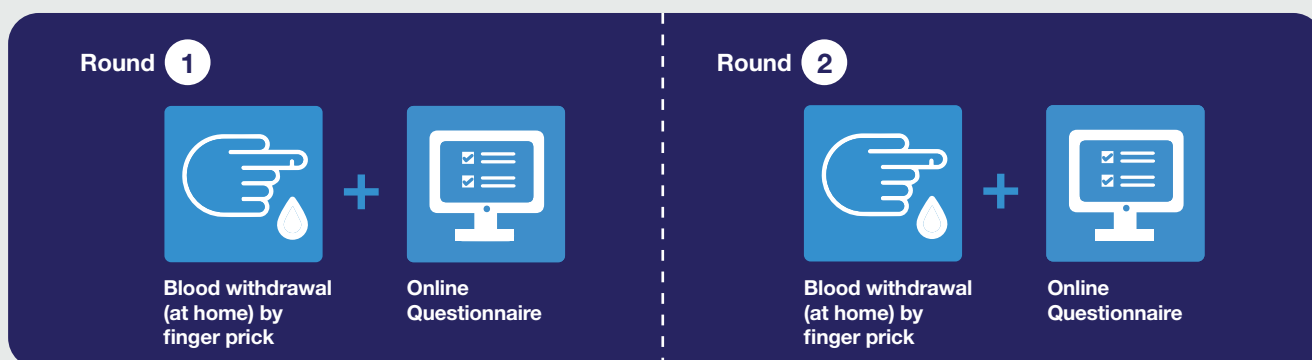 Round 1
Blood withdrawal
(at home) by
finger prick
Online
Questionnaire
Round 2
Blood withdrawal
(at home) by
finger prick
Online
Questionnaire